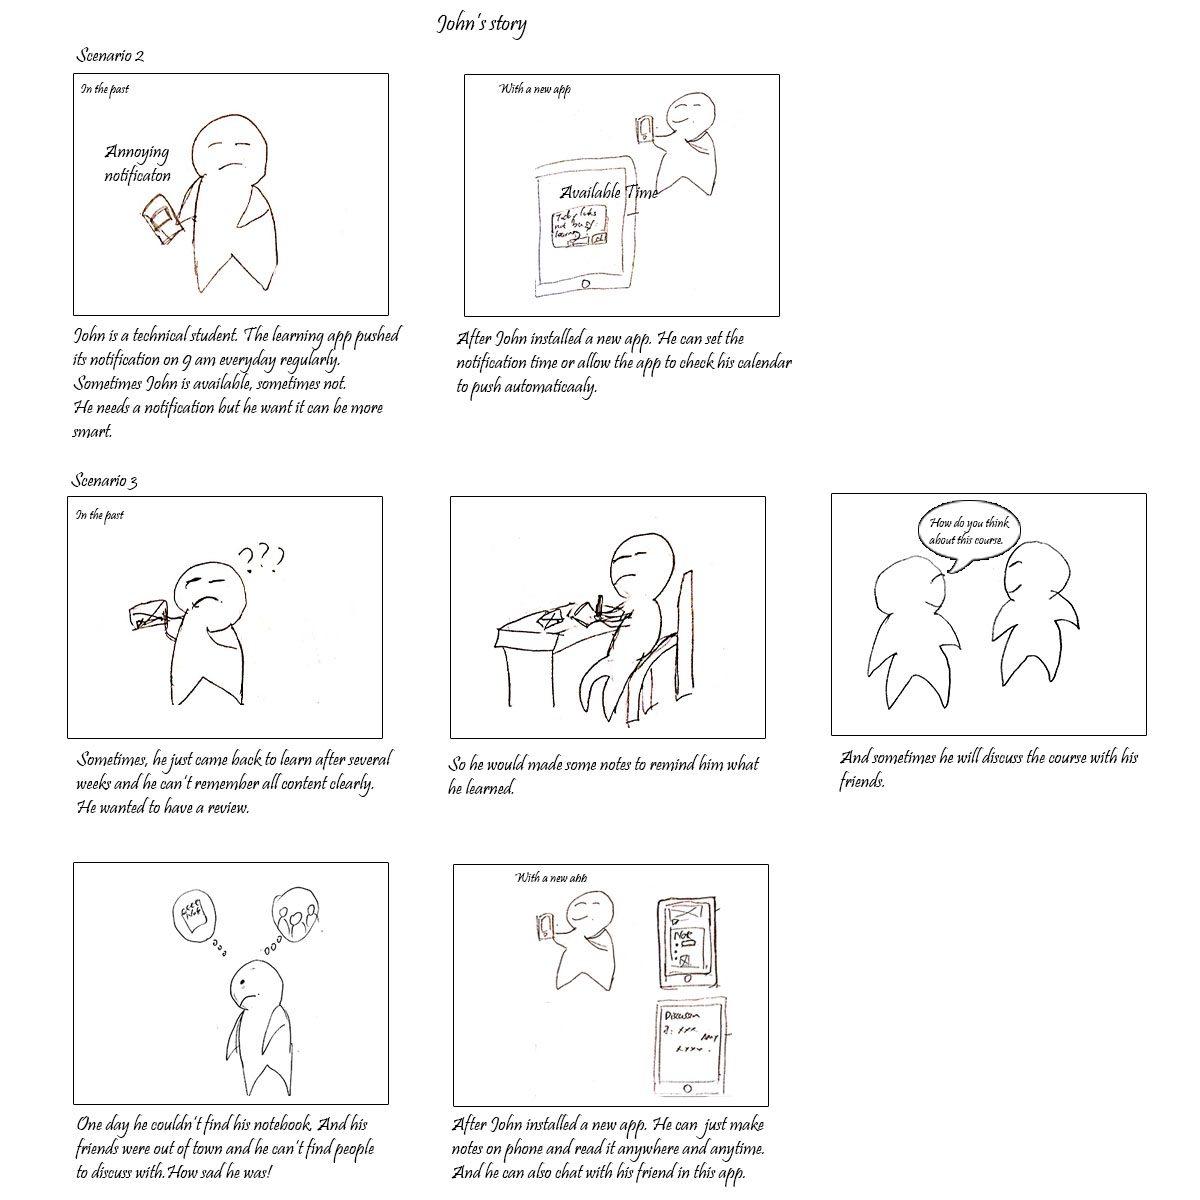 John's story
Scenario 2
In the past
Annoying
notificaton
John is a technical student. The learning app pushed
its notification on 9 am everyday regularly.
Sometimes John is available, sometimes not.
He needs a notification but he want it can be more
smart.
With a new app
Available Time
not busy
learning?
After John installed a new app. He can set the
notification time or allow the app to check his calendar
to push automaticaaly.
Scenario 3
In the past
???
Sometimes, he just came back to learn after several
weeks and he can't remember all content clearly.
He wanted to have a review.
So he would made some notes to remind him what
he learned.
How do you think
about this course.
And sometimes he will discuss the course with his
friends.
Not
One day he couldn't find his notebook. And his
friends were out of town and he can't find people
to discuss with.How sad he was!
With a new app
Not
Discussion
xxx
xxxx.
After John installed a new app. He can just make
notes on phone and read it anywhere and anytime.
And he can also chat with his friend in this app.